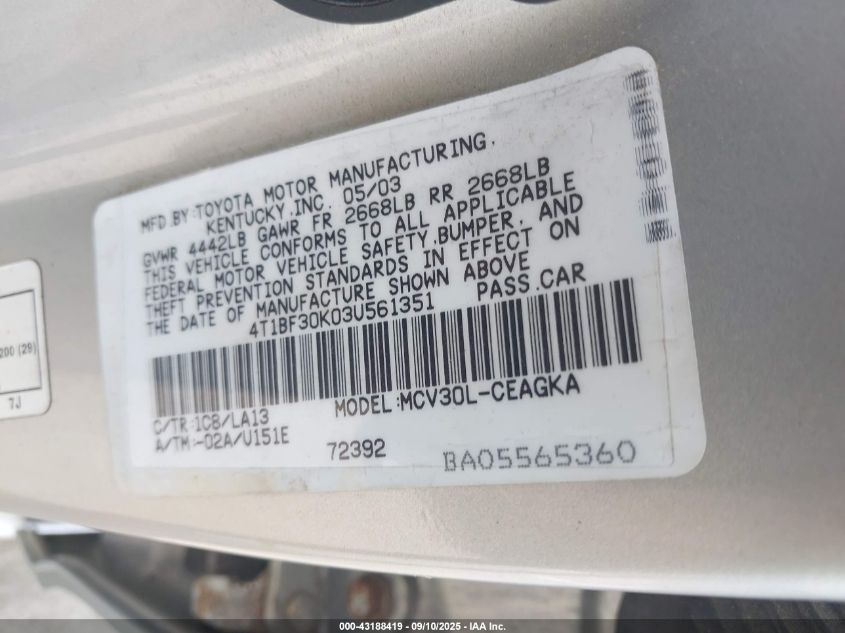 MFD.BY:TOYOTA MOTOR MANUFACTURING,
KENTUCKY,INC. 05/03
GVWR 4442LB GAWR FR 2668LB RR 2668LB
THIS VEHICLE CONFORMS TO ALL APPLICABLE
FEDERAL MOTOR VEHICLE SAFETY,BUMPER, AND
THEFT PREVENTION STANDARDS IN EFFECT ON
THE DATE OF MANUFACTURE SHOWN ABOVE
4T1BF30K03U561351 PASS.CAR
C/TR:1C8/LA13 MODEL:MCV30L-CEAGKA
A/TM:-02A/U151E
72392 BA05565360
200 (29)
7J
000-43188419 - 09/10/2025 - IAA Inc.